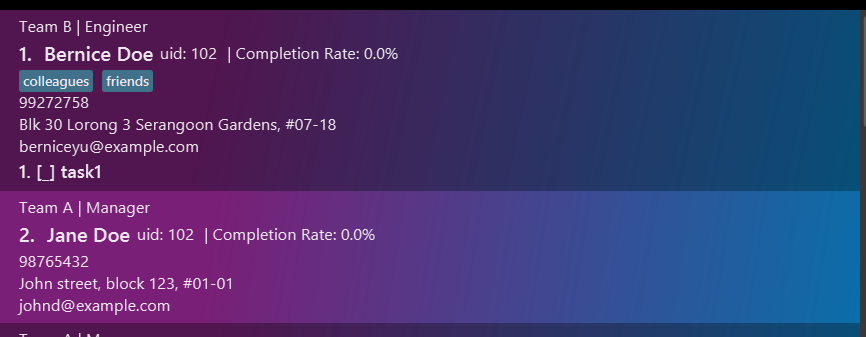 Team B | Engineer
1. Bernice Doe uid: 102 | Completion Rate: 0.0%
colleagues friends
99272758
Blk 30 Lorong 3 Serangoon Gardens, #07-18
berniceyu@example.com
1. [_] task1
Team A | Manager
2. Jane Doe uid: 102 | Completion Rate: 0.0%
98765432
John street, block 123, #01-01
johnd@example.com